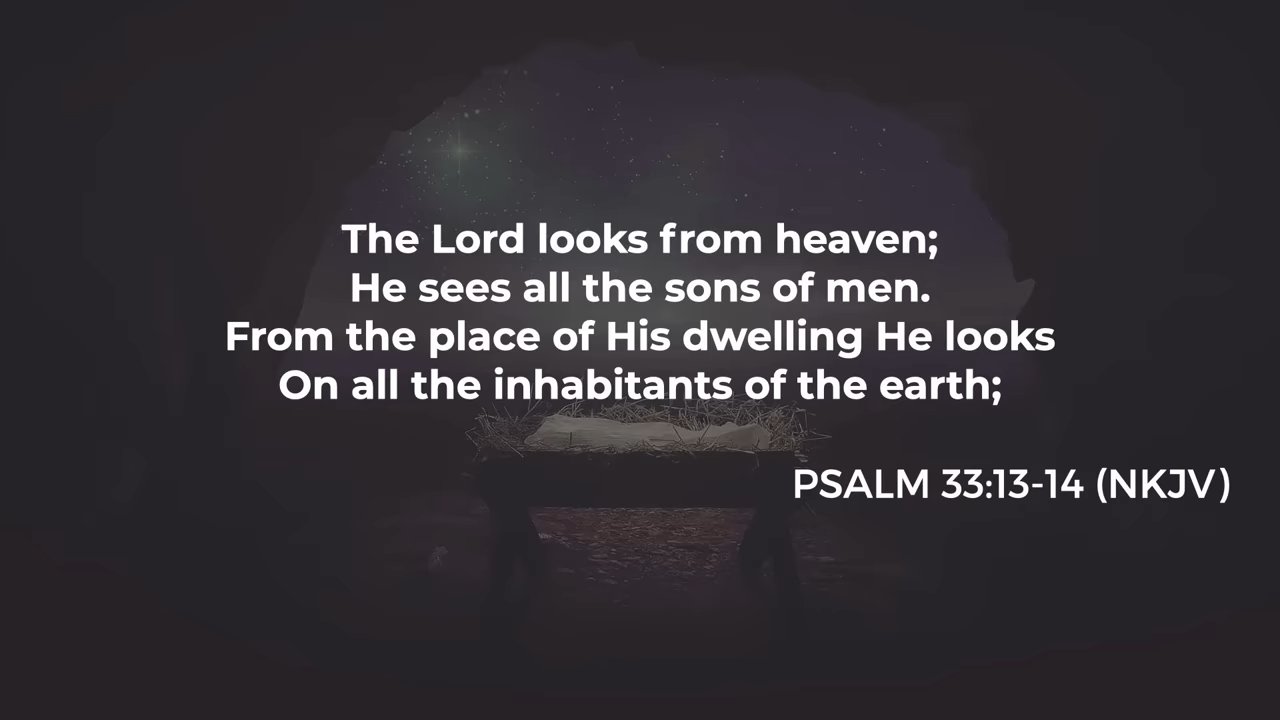 The Lord looks from heaven;
He sees all the sons of men.
From the place of His dwelling He looks
On all the inhabitants of the earth;
PSALM 33:13-14 (NKJV)